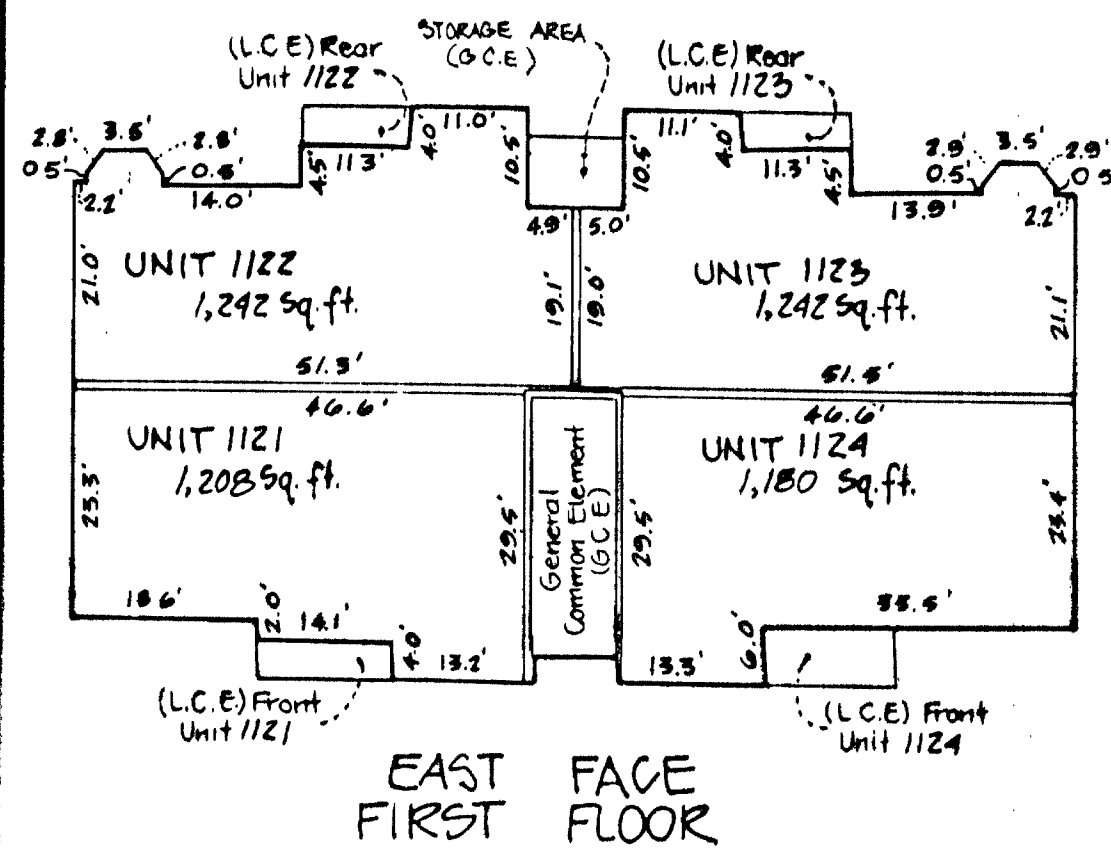 STORAGE AREA
(G C.E)
(L.C E) Rear
Unit 1122
(L.C.E) Rear
Unit 1123
2.8'
3.5'
2.8'
0.5'
0.5'
2.2'
14.0'
4.5'
11.3'
4.0'
11.0'
10.5'
4.9'
5.0'
10.5'
11.1'
4.0'
11.3'
4.5'
13.9'
2.9'
3.5'
2.9'
0.5'
0.5
2.2'
21.0'
UNIT 1122
1,242 Sq.ft.
19.1'
19.0'
UNIT 1123
1,242 Sq.ft.
21.1'
51.3'
46.6'
46.6'
UNIT 1121
1,208 Sq.ft.
UNIT 1124
1,180 Sq.ft.
23.3'
29.5'
General
Common Element
(G C E)
29.5'
23.4'
18 6'
2.0'
14.1'
4.0'
13.2'
13.3'
6.0'
33.5'
(L.C.E.) Front
Unit 1121
(L C.E) Front
Unit 1124
EAST FACE
FIRST FLOOR